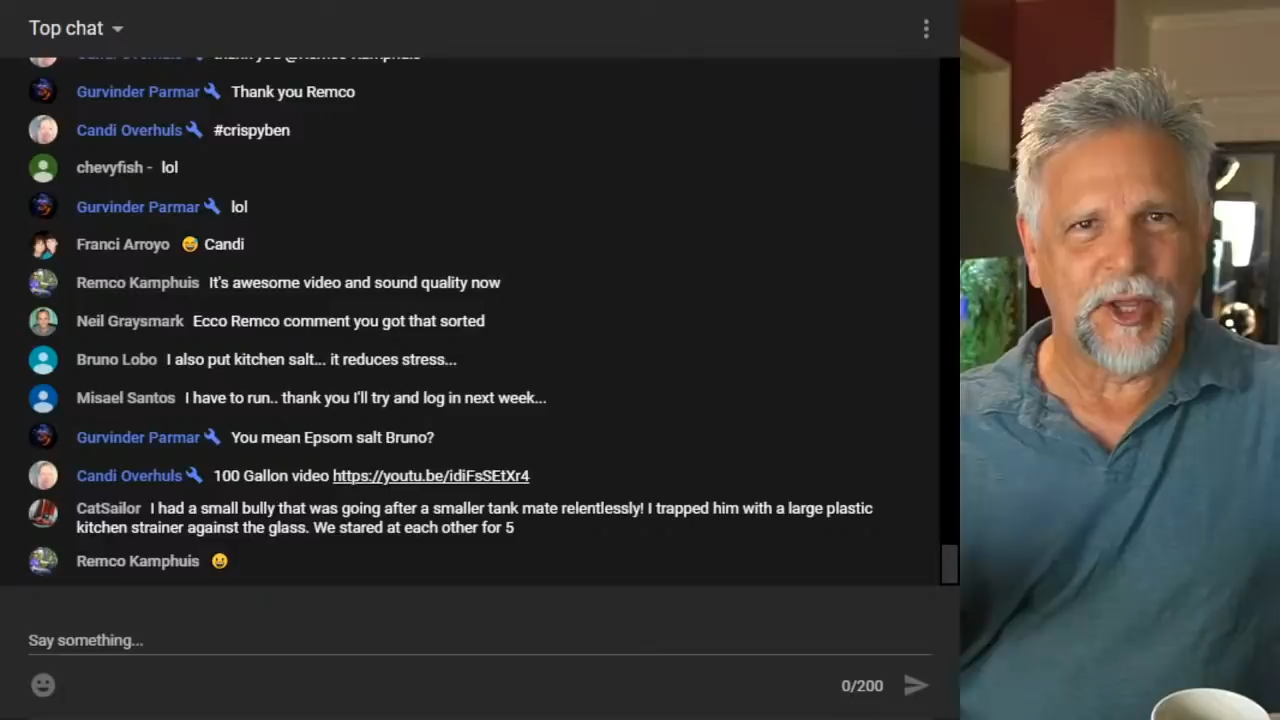 Top chat
thank you @Remco Kamphuis
Gurvinder Parmar Thank you Remco
Candi Overhuls #crispyben
chevyfish - lol
Gurvinder Parmar lol
Franci Arroyo 😅 Candi
Remco Kamphuis It's awesome video and sound quality now
Neil Graysmark Ecco Remco comment you got that sorted
Bruno Lobo I also put kitchen salt... it reduces stress...
Misael Santos I have to run.. thank you I'll try and log in next week...
Gurvinder Parmar You mean Epsom salt Bruno?
Candi Overhuls 100 Gallon video https://youtu.be/idiFsSEtXr4
CatSailor I had a small bully that was going after a smaller tank mate relentlessly! I trapped him with a large plastic
kitchen strainer against the glass. We stared at each other for 5
Remco Kamphuis 😀
Say something...
0/200